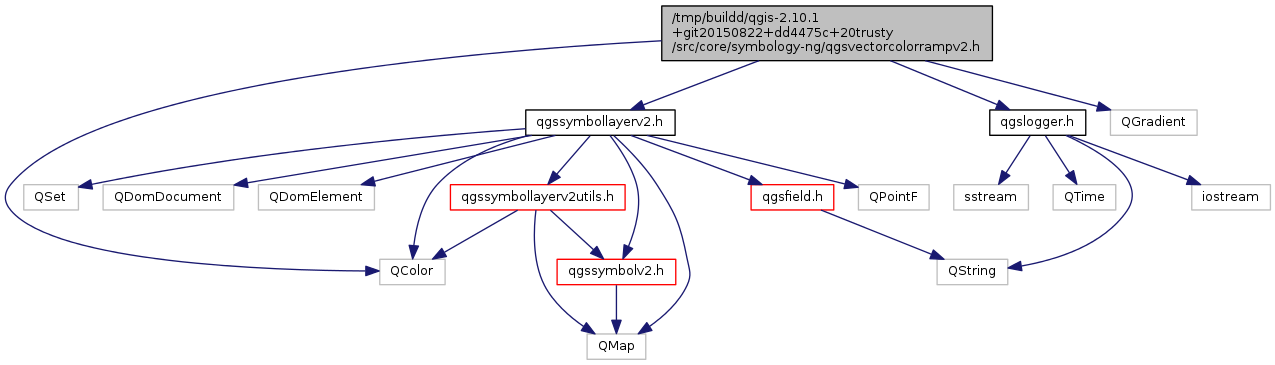 /tmp/buildd/qgis-2.10.1
+git20150822+dd4475c+20trusty
/src/core/symbology-ng/qgsvectorcolorrampv2.h
qgssymbollayerv2.h
qgslogger.h
QGradient
QSet
QDomDocument
QDomElement
qgssymbollayerv2utils.h
qgsfield.h
QPointF
sstream
QTime
iostream
QColor
qgssymbolv2.h
QString
QMap